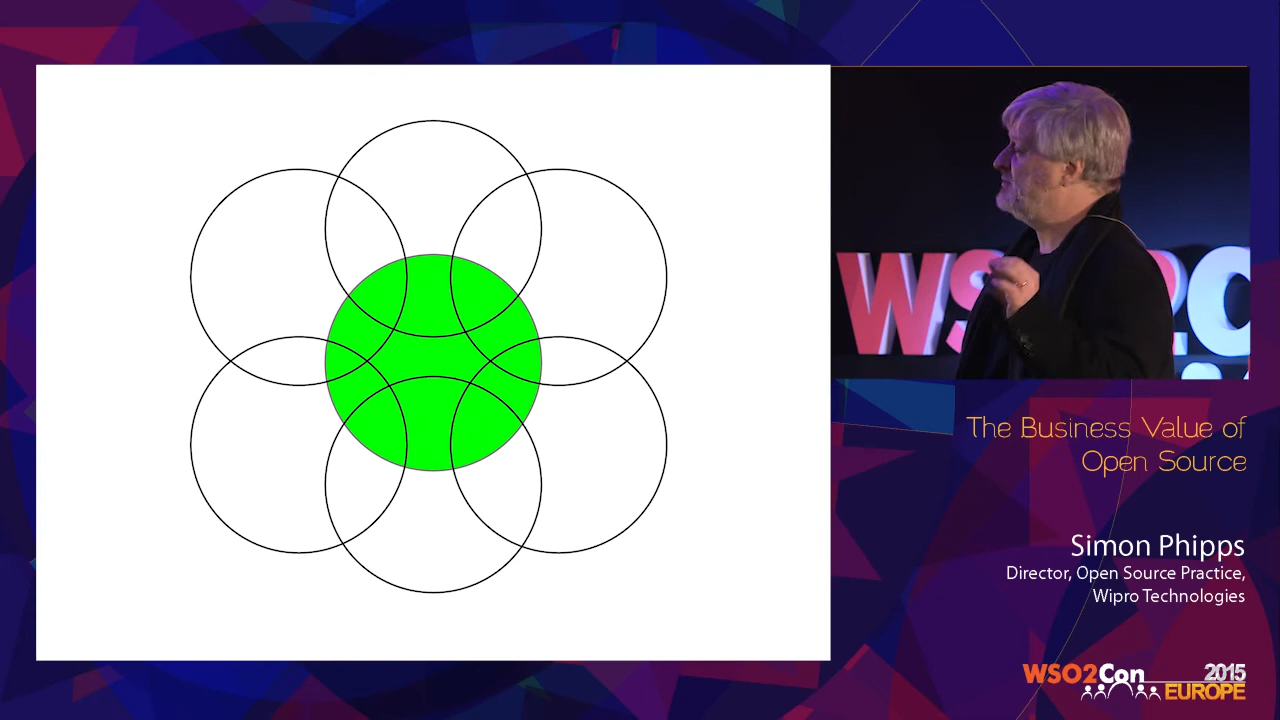 The Business Value of
Open Source
Simon Phipps
Director, Open Source Practice,
Wipro Technologies
WSO2Con 2015
EUROPE